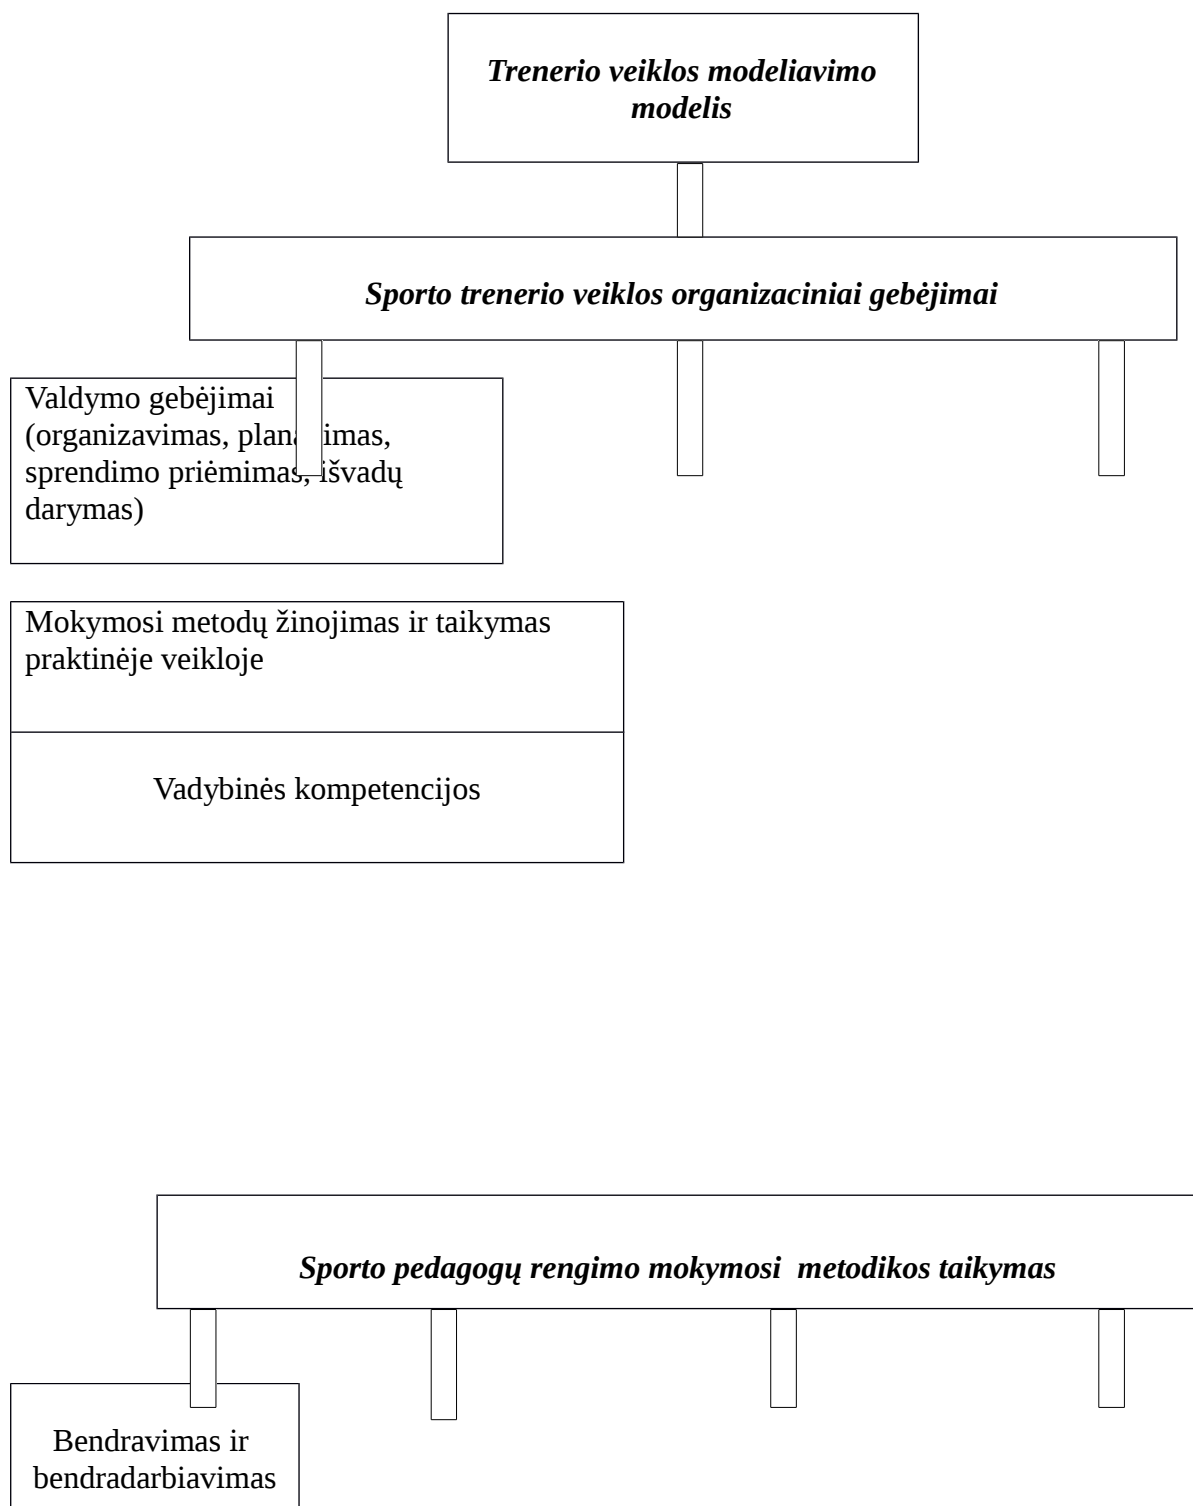 Trenerio veiklos modeliavimo
modelis
Sporto trenerio veiklos organizaciniai gebėjimai
Valdymo gebėjimai
(organizavimas, planavimas,
sprendimo priėmimas, išvadų
darymas)
Mokymosi metodų žinojimas ir taikymas
praktinėje veikloje
Vadybinės kompetencijos
Sporto pedagogų rengimo mokymosi metodikos taikymas
Bendravimas ir
bendradarbiavimas